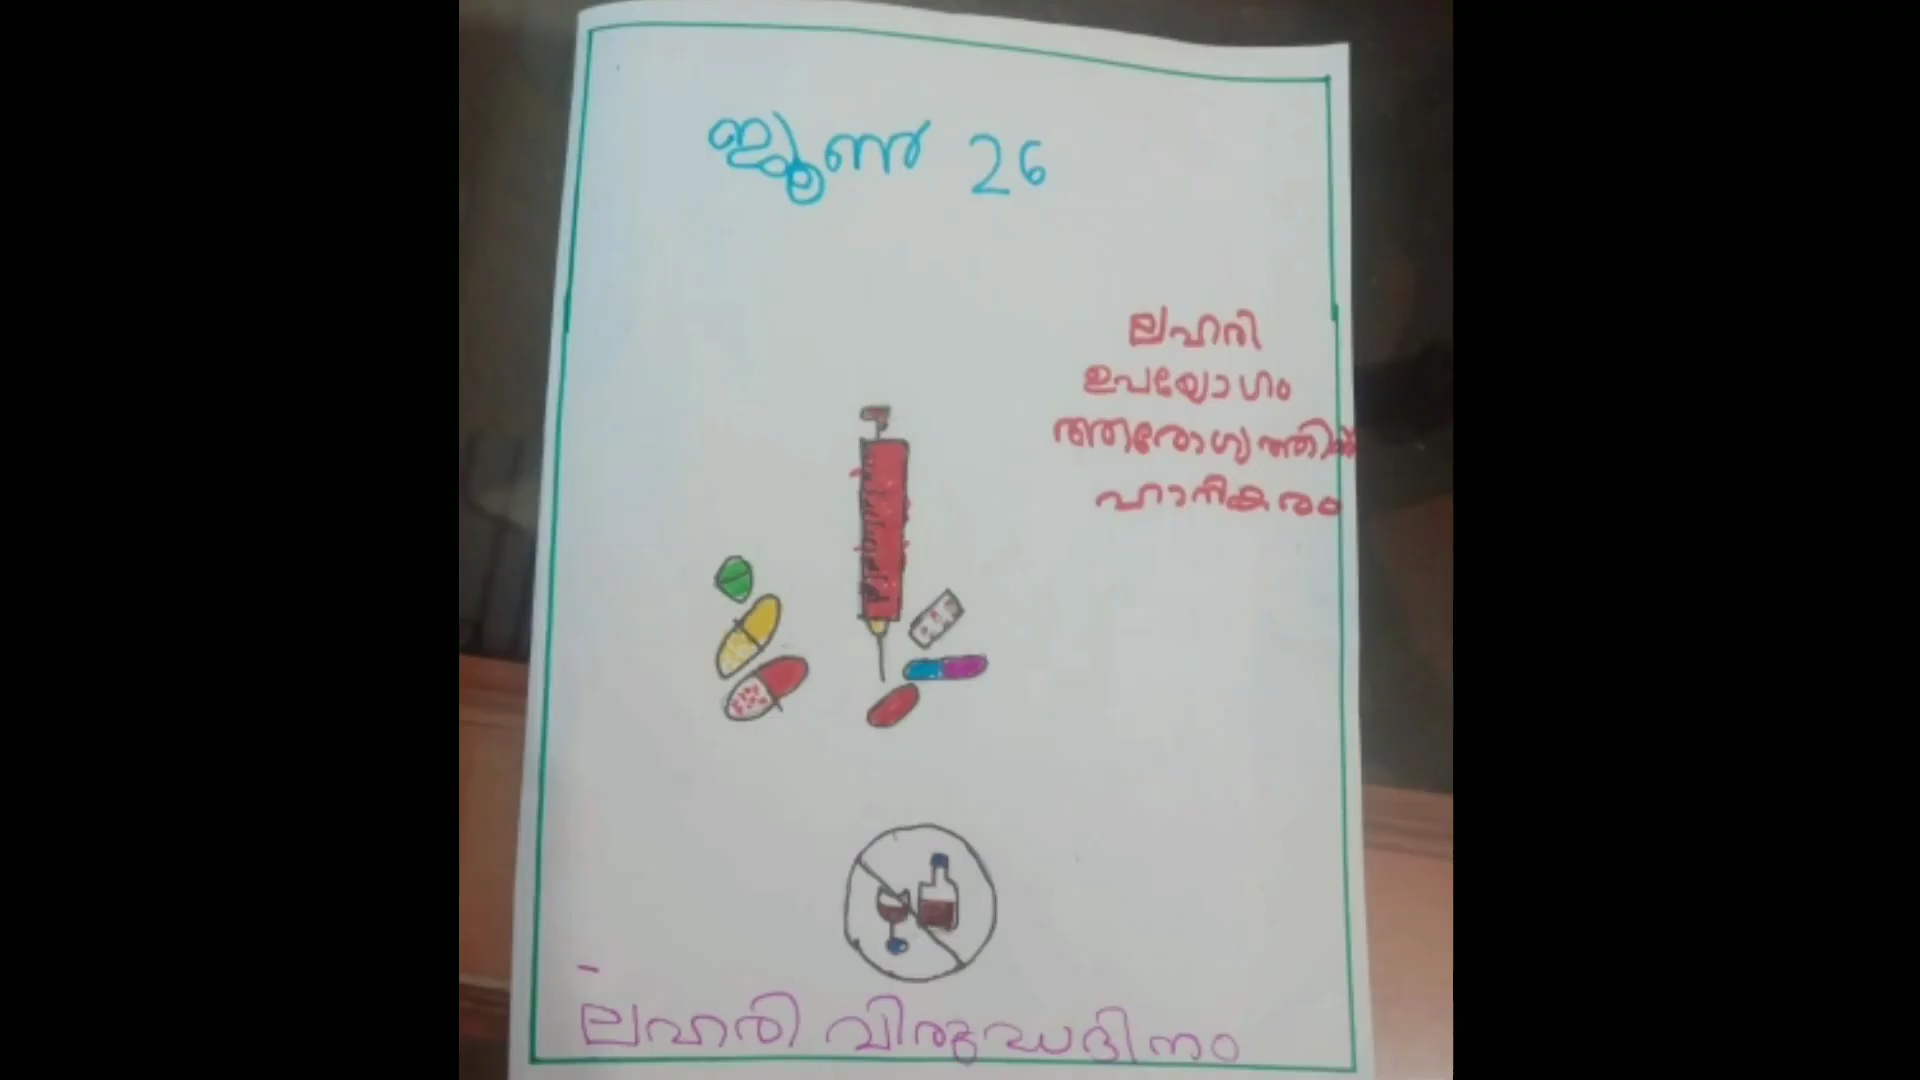 ജൂൺ 26
ലഹരി
ഉപയോഗം
ആരോഗ്യത്തിന്
ഹാനികരം
ലഹരി വിരുദ്ധദിനം